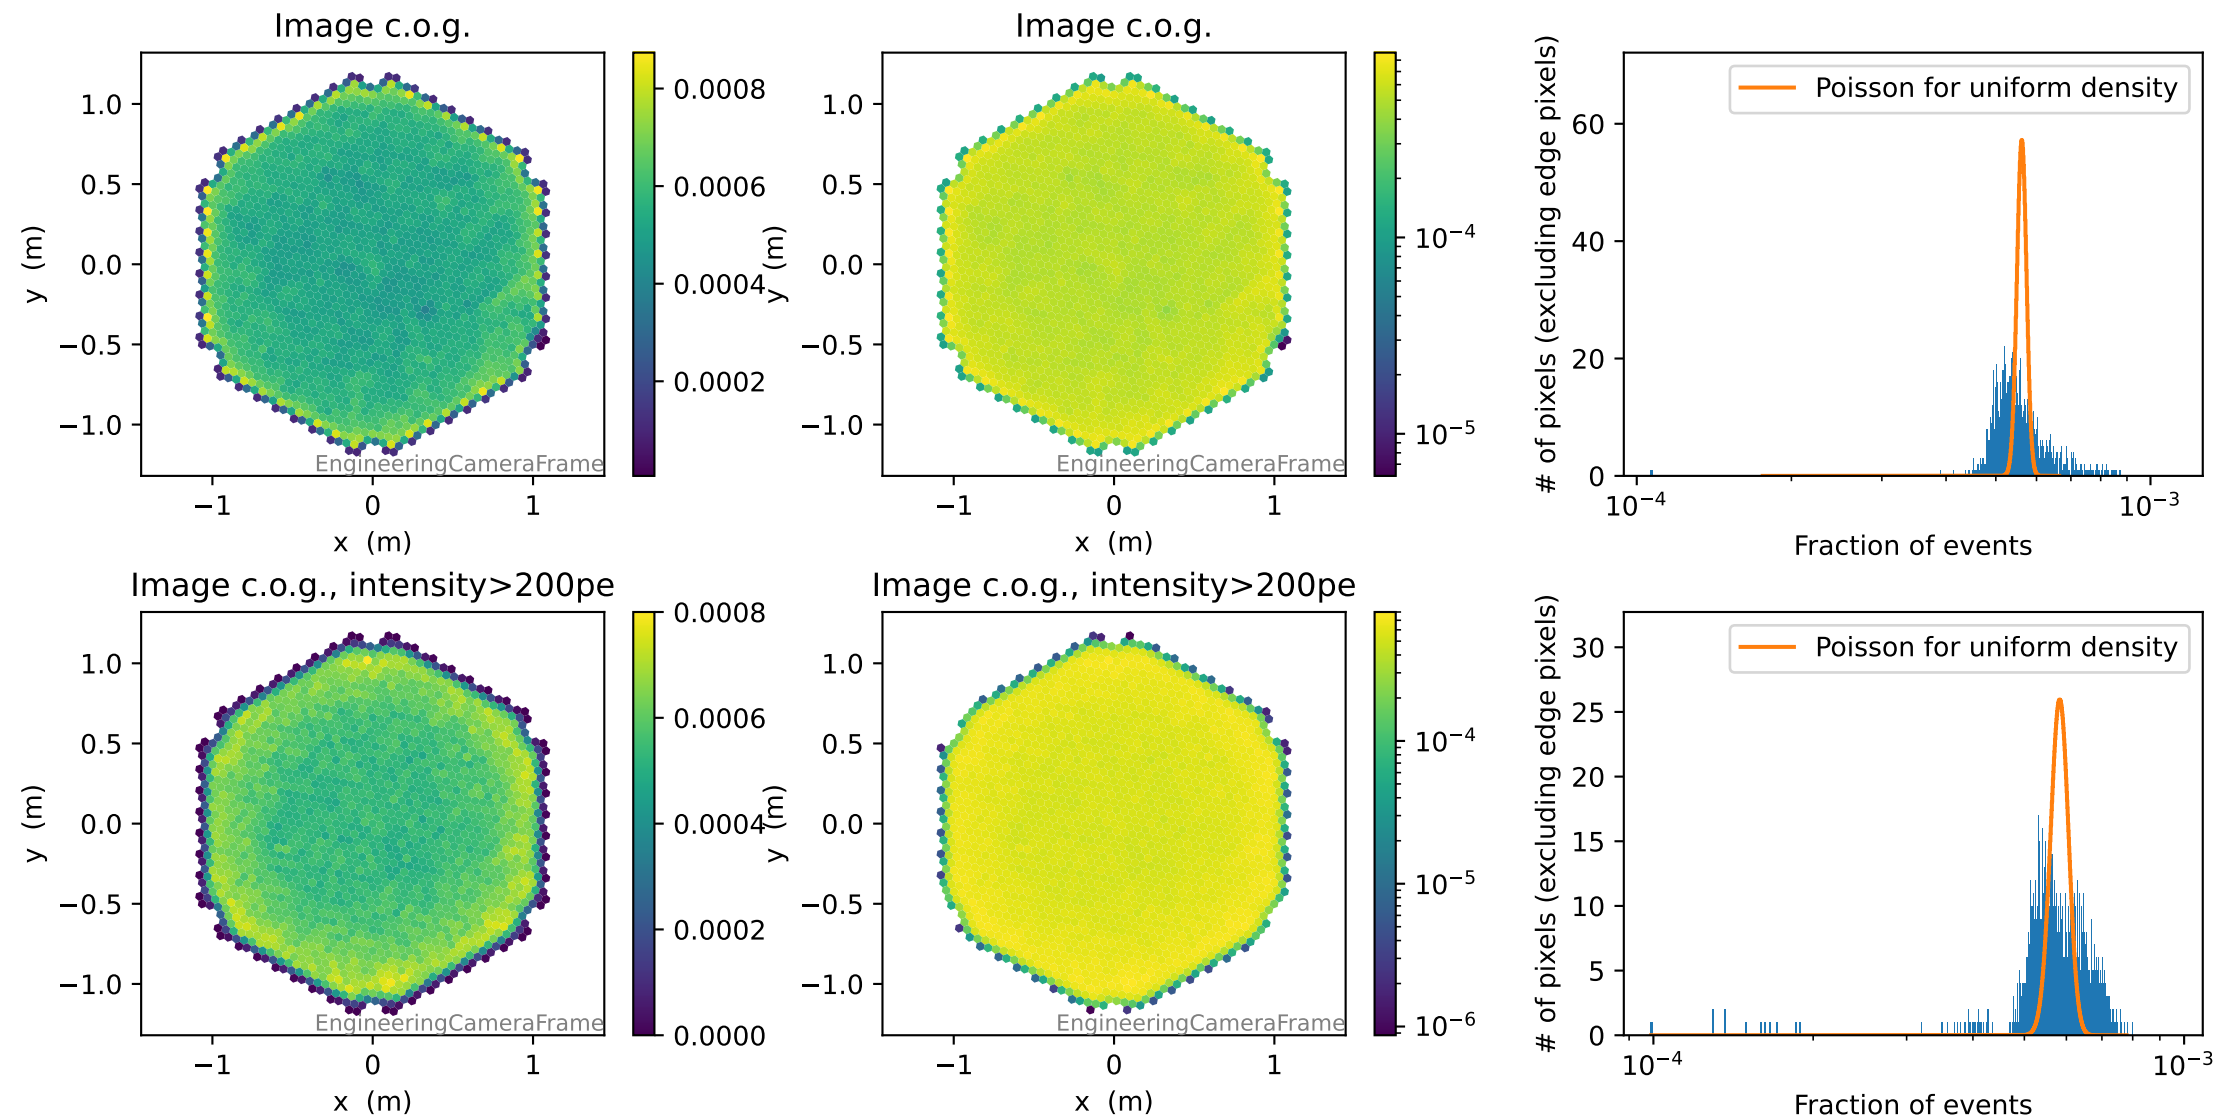 Image c.o.g.
1.0
0.5
0.0
−0.5
−1.0
y (m)
−1 0 1
x (m)
EngineeringCameraFrame
0.0008
0.0006
0.0004
0.0002
Image c.o.g.
1.0
0.5
0.0
−0.5
−1.0
y (m)
−1 0 1
x (m)
EngineeringCameraFrame
10⁻⁴
10⁻⁵
Poisson for uniform density
# of pixels (excluding edge pixels)
60
40
20
0
10⁻⁴ 10⁻³
Fraction of events
Image c.o.g., intensity>200pe
1.0
0.5
0.0
−0.5
−1.0
y (m)
−1 0 1
x (m)
EngineeringCameraFrame
0.0008
0.0006
0.0004
0.0002
0.0000
Image c.o.g., intensity>200pe
1.0
0.5
0.0
−0.5
−1.0
y (m)
−1 0 1
x (m)
EngineeringCameraFrame
10⁻⁴
10⁻⁵
10⁻⁶
Poisson for uniform density
# of pixels (excluding edge pixels)
30
25
20
15
10
5
0
10⁻⁴ 10⁻³
Fraction of events